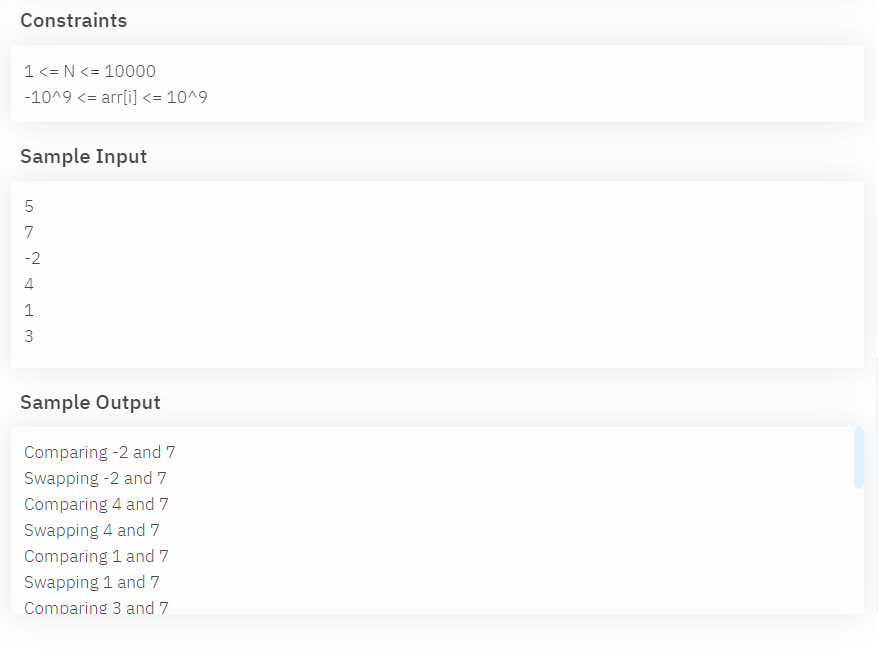 Constraints
1 <= N <= 10000
-10^9 <= arr[i] <= 10^9
Sample Input
5
7
-2
4
1
3
Sample Output
Comparing -2 and 7
Swapping -2 and 7
Comparing 4 and 7
Swapping 4 and 7
Comparing 1 and 7
Swapping 1 and 7
Comparing 3 and 7